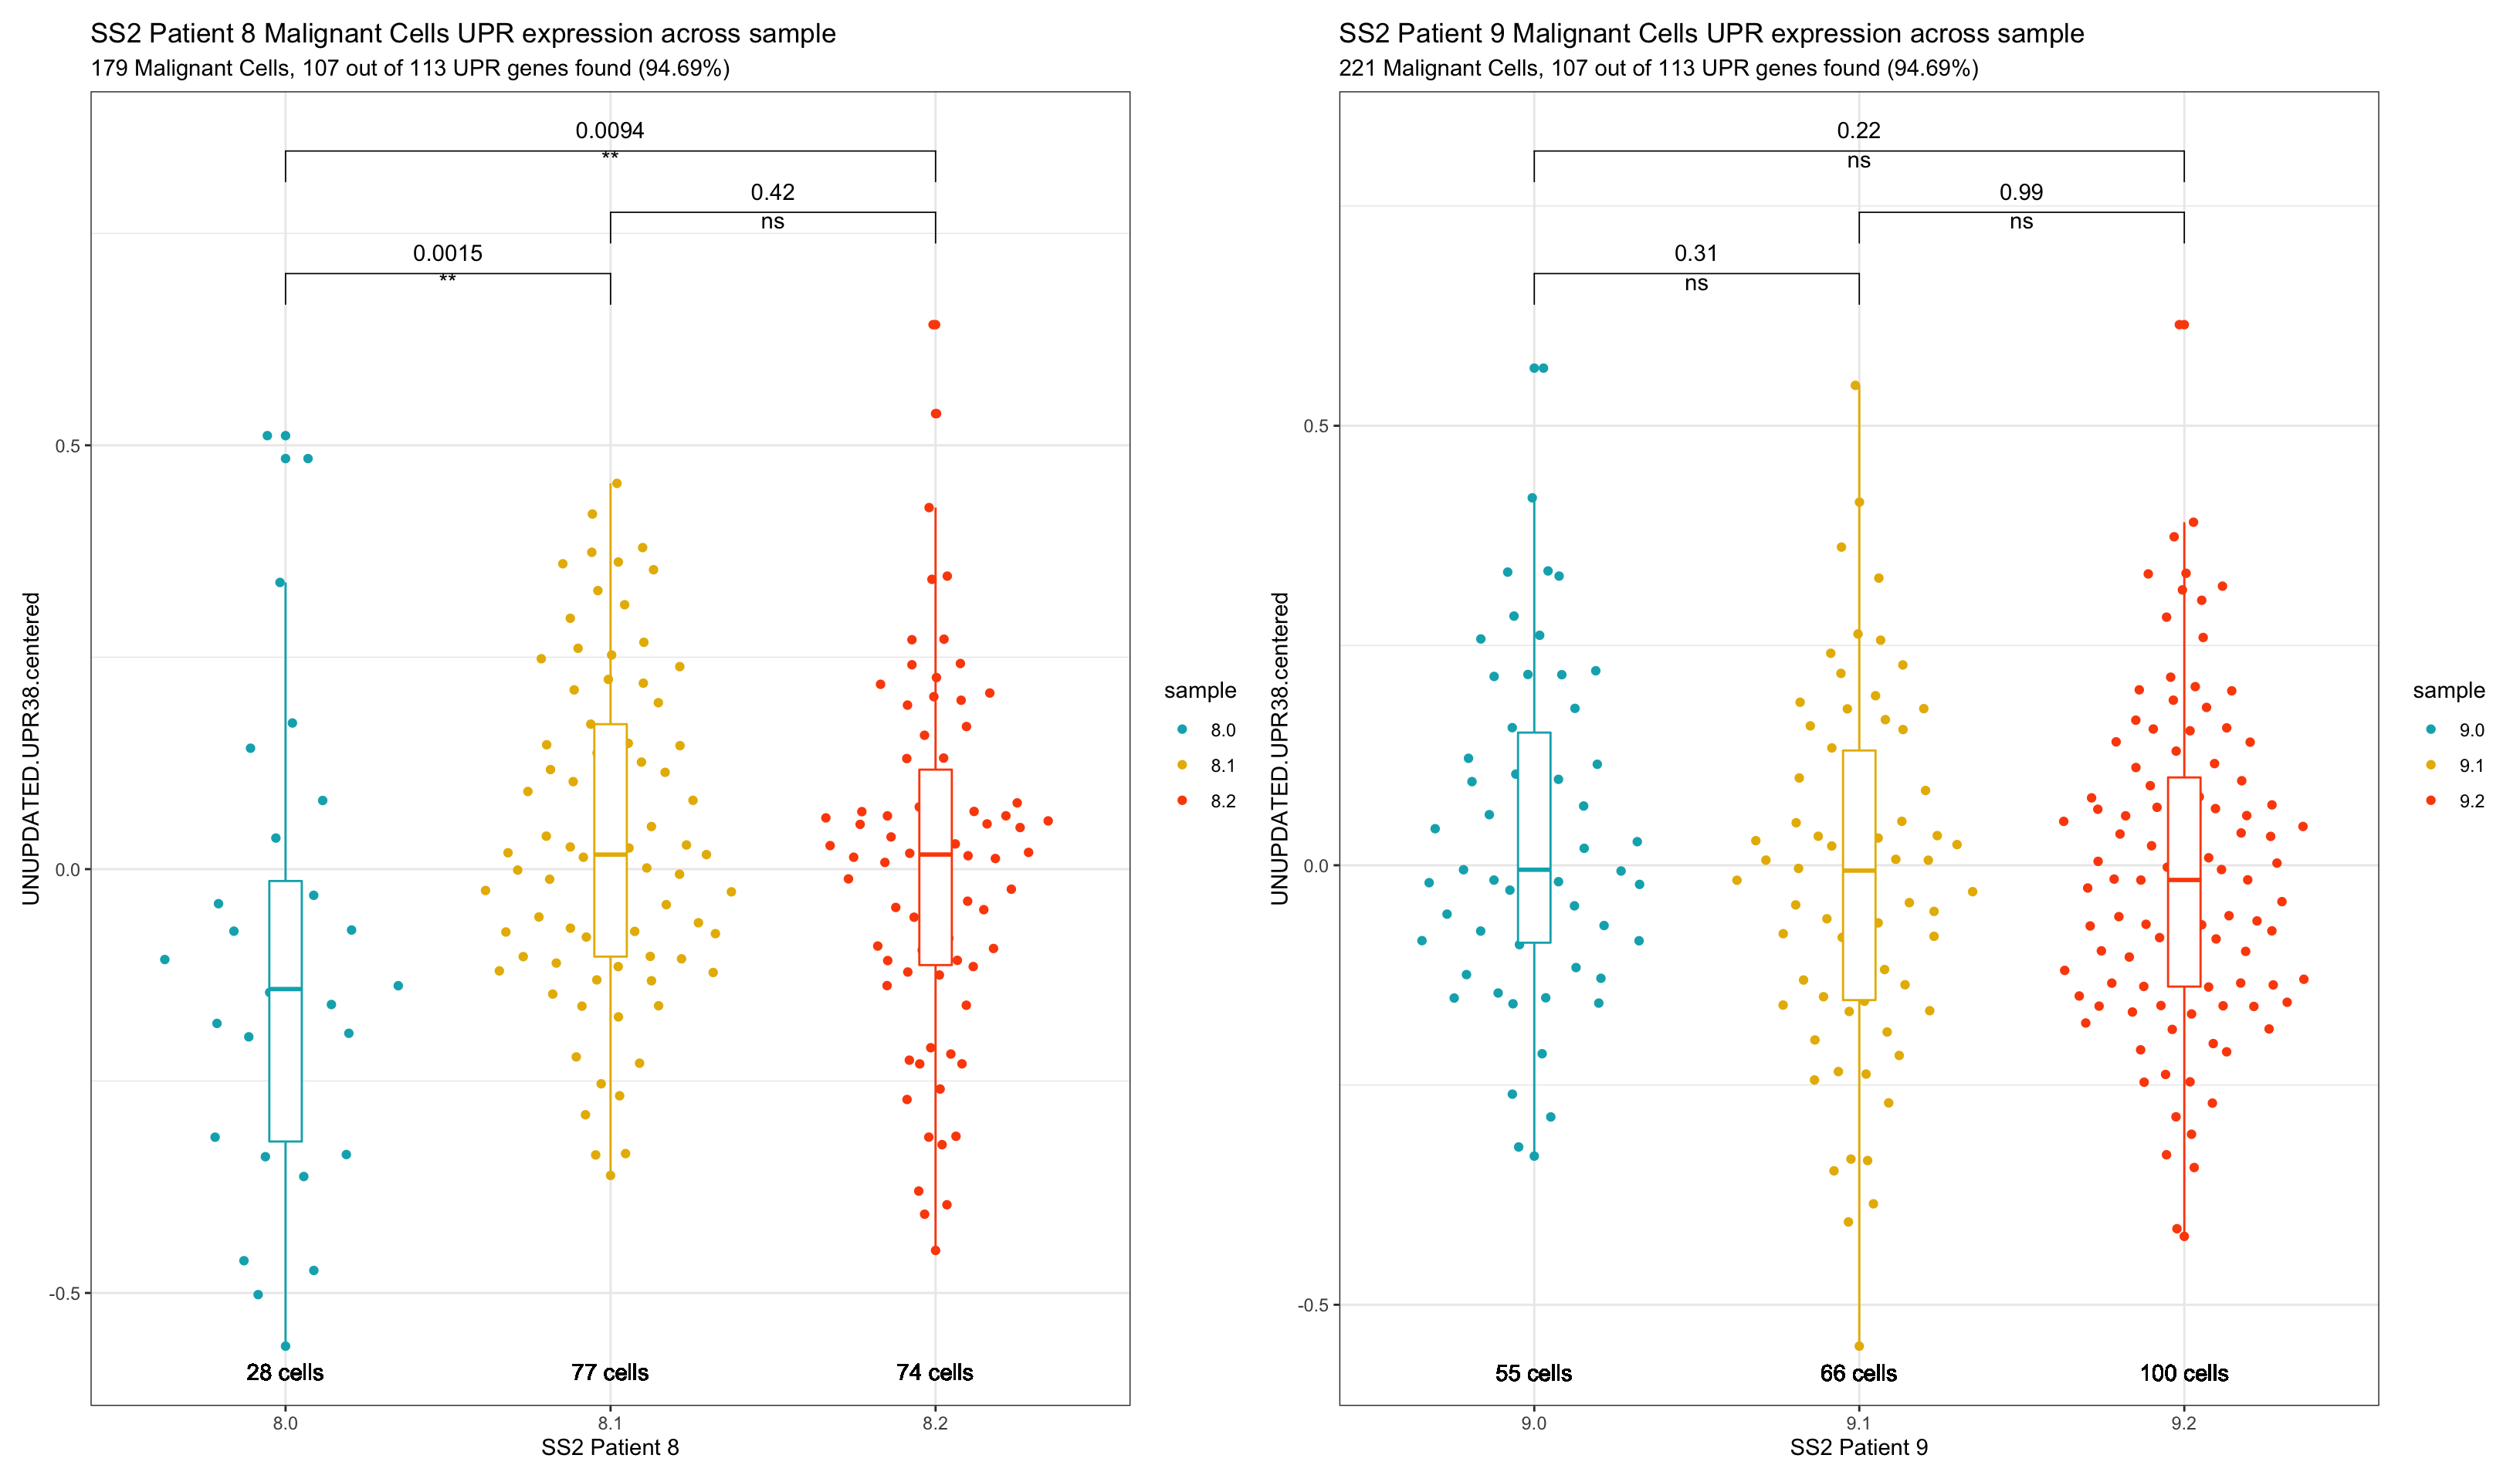 SS2 Patient 8 Malignant Cells UPR expression across sample
179 Malignant Cells, 107 out of 113 UPR genes found (94.69%)
0.0094
**
0.42
ns
0.0015
**
0.5
0.0
-0.5
UNUPDATED.UPR38.centered
28 cells
77 cells
74 cells
8.0
8.1
8.2
SS2 Patient 8
sample
8.0
8.1
8.2
SS2 Patient 9 Malignant Cells UPR expression across sample
221 Malignant Cells, 107 out of 113 UPR genes found (94.69%)
0.22
ns
0.99
ns
0.31
ns
0.5
0.0
-0.5
UNUPDATED.UPR38.centered
55 cells
66 cells
100 cells
9.0
9.1
9.2
SS2 Patient 9
sample
9.0
9.1
9.2